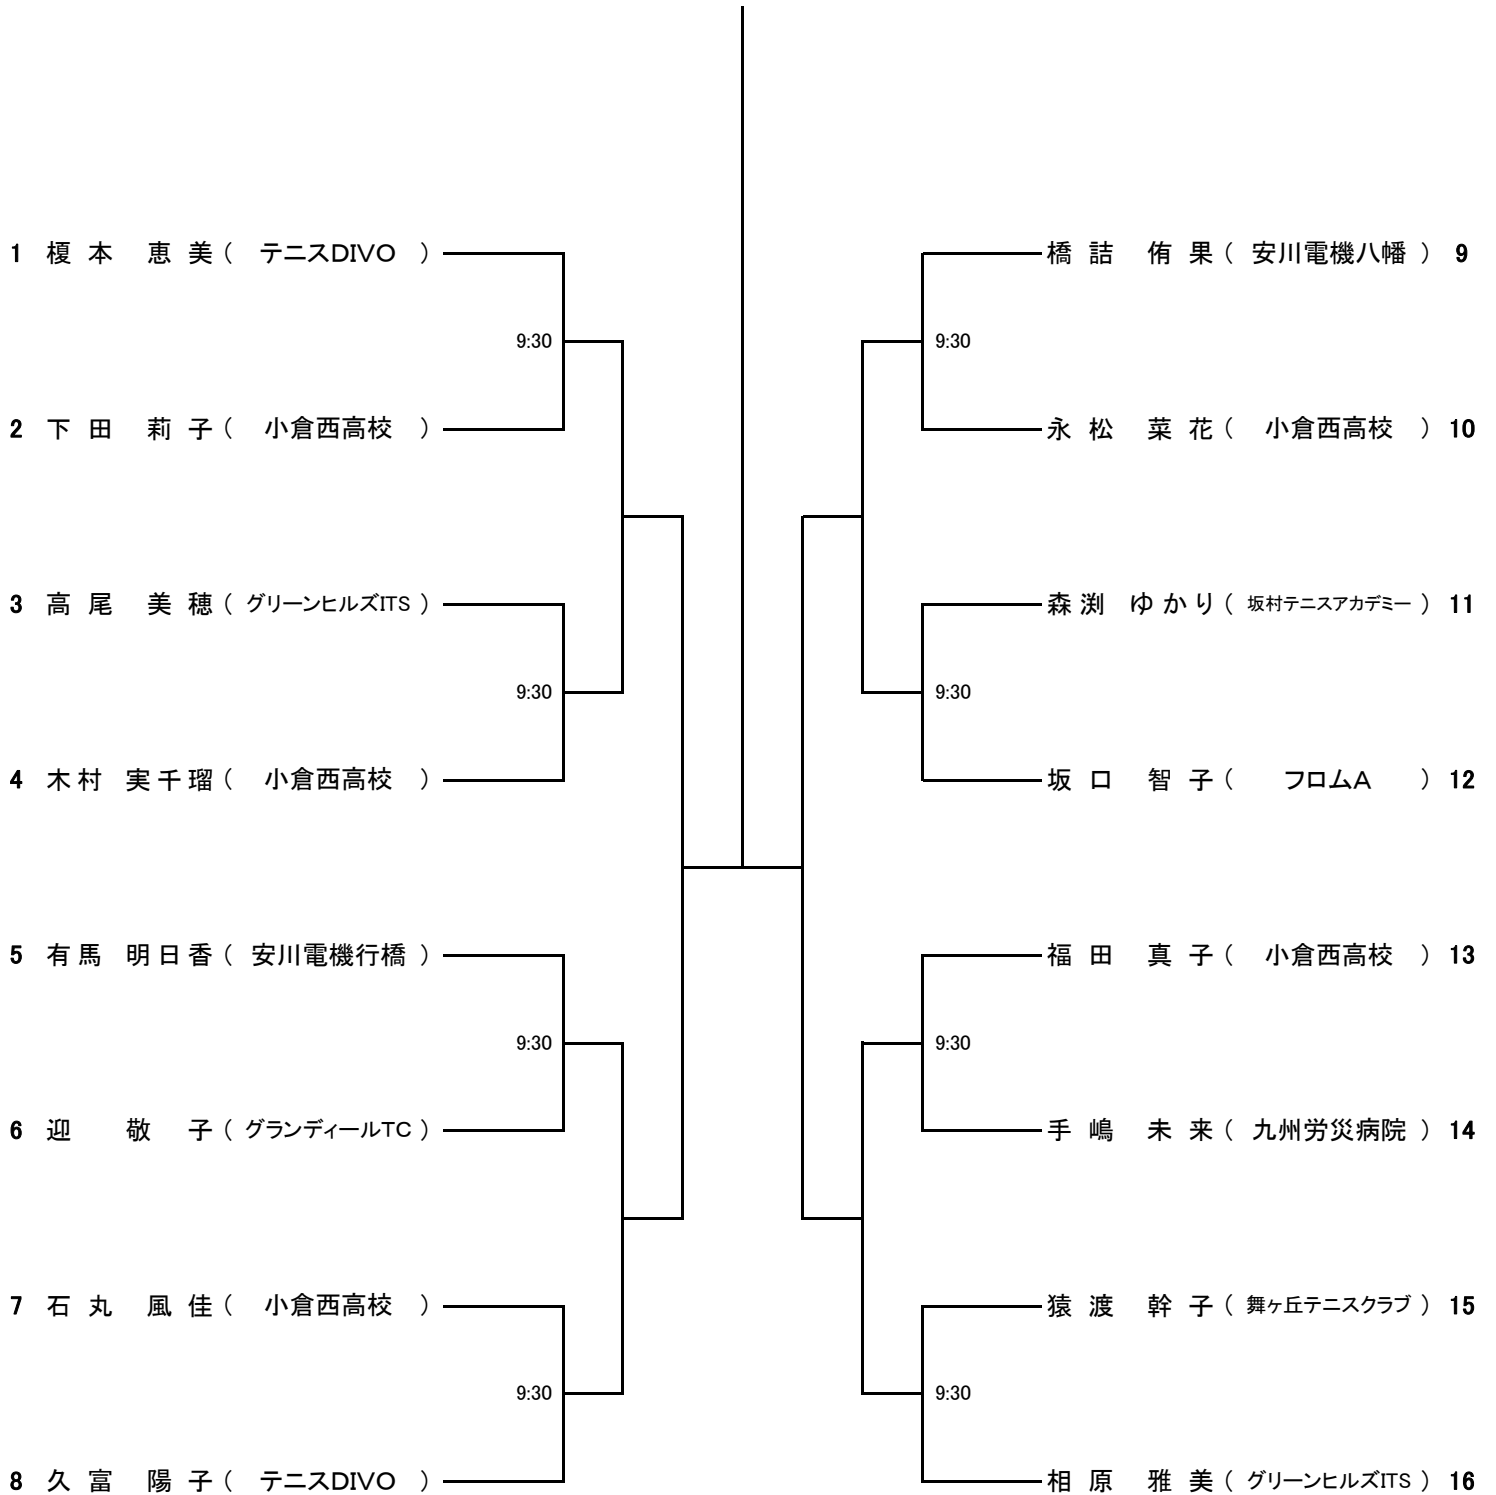 1 榎本 恵美 ( テニスDIVO )
9:30
2 下田 莉子 ( 小倉西高校 )
3 高尾 美穂 ( グリーンヒルズITS )
9:30
4 木村 実千瑠 ( 小倉西高校 )
5 有馬 明日香 ( 安川電機行橋 )
9:30
6 迎 敬子 ( グランディールTC )
7 石丸 風佳 ( 小倉西高校 )
9:30
8 久富 陽子 ( テニスDIVO )
橋詰 侑果 ( 安川電機八幡 ) 9
9:30
永松 菜花 ( 小倉西高校 ) 10
森渕 ゆかり ( 坂村テニスアカデミー ) 11
9:30
坂口 智子 ( フロムA ) 12
福田 真子 ( 小倉西高校 ) 13
9:30
手嶋 未来 ( 九州労災病院 ) 14
猿渡 幹子 ( 舞ヶ丘テニスクラブ ) 15
9:30
相原 雅美 ( グリーンヒルズITS ) 16